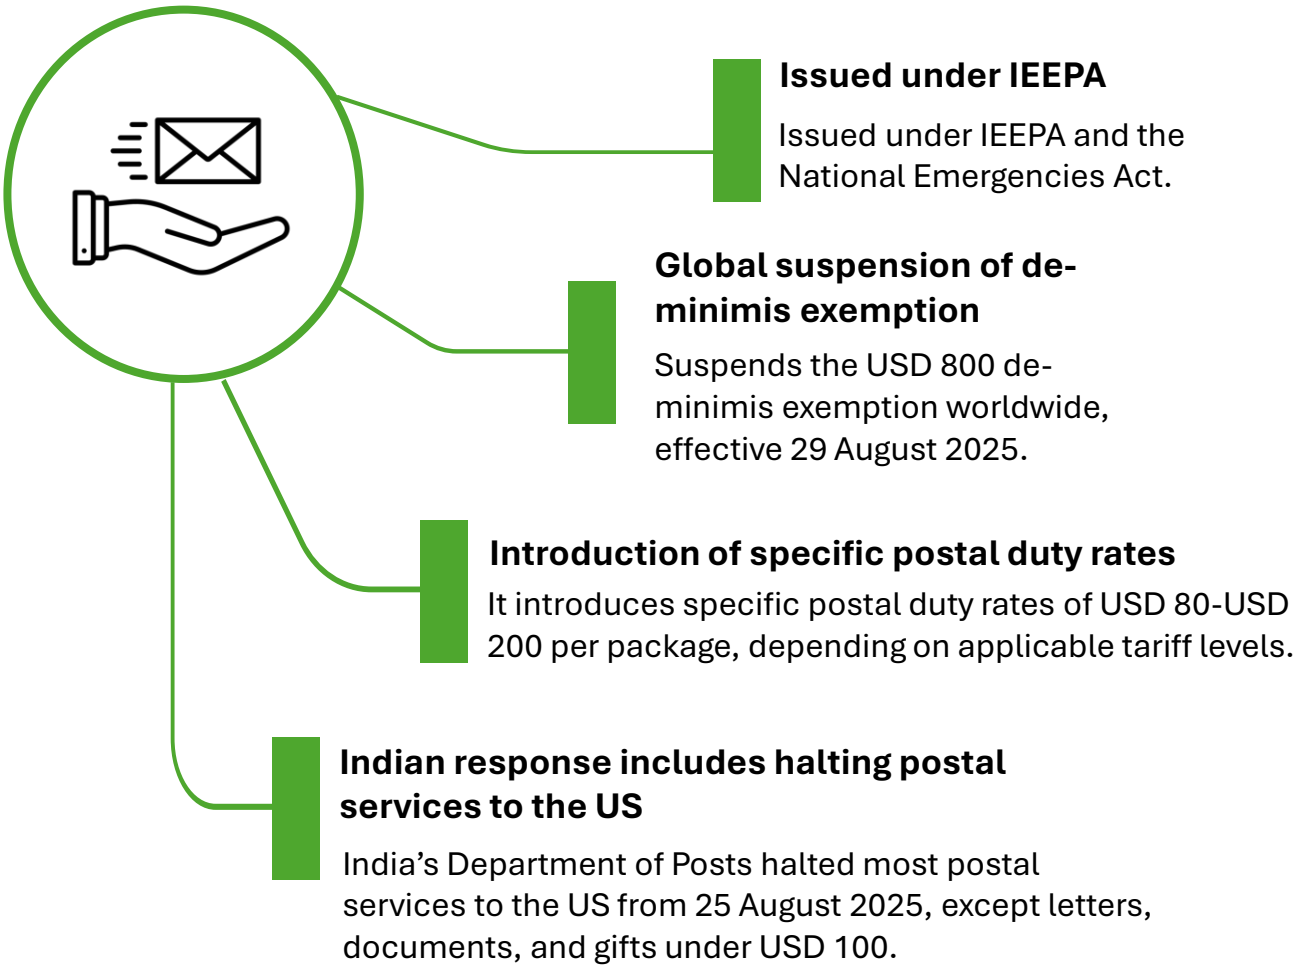 Issued under IEEPA
Issued under IEEPA and the
National Emergencies Act.
Global suspension of de-
minimis exemption
Suspends the USD 800 de-
minimis exemption worldwide,
effective 29 August 2025.
Introduction of specific postal duty rates
It introduces specific postal duty rates of USD 80-USD
200 per package, depending on applicable tariff levels.
Indian response includes halting postal
services to the US
India’s Department of Posts halted most postal
services to the US from 25 August 2025, except letters,
documents, and gifts under USD 100.